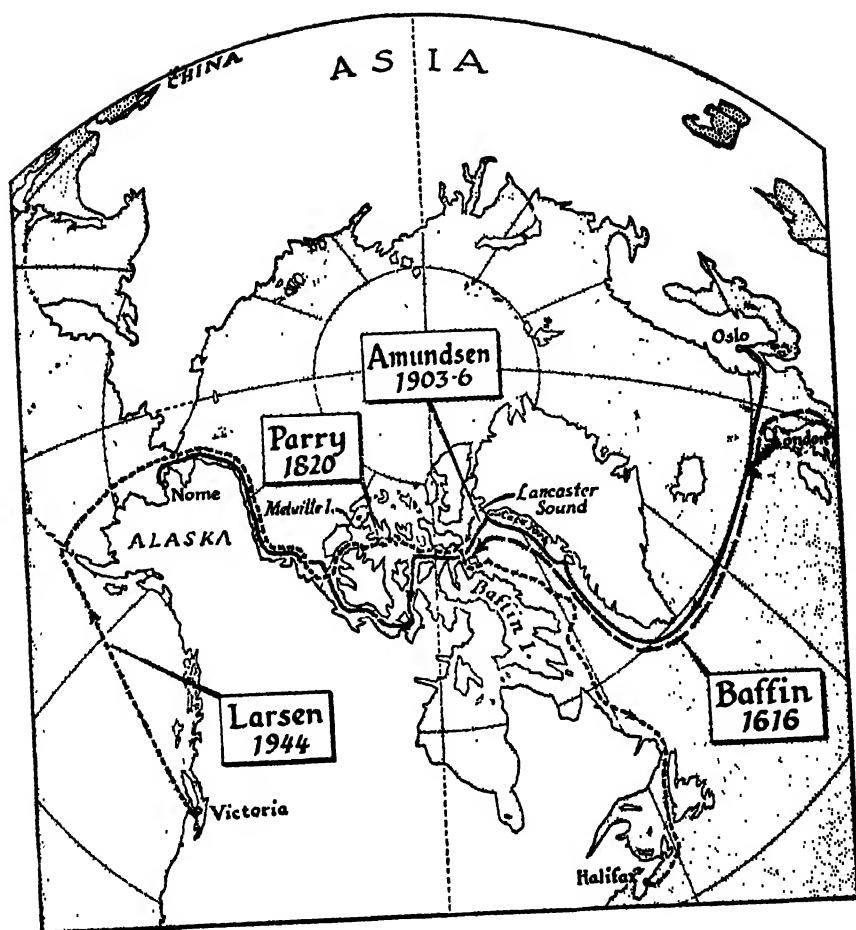 CHINA
ASIA
Oslo
Amundsen
1903-6
London
Parry
1820
Lancaster
Sound
Nome
Melville I.
ALASKA
Baffin I.
Baffin
1616
Larsen
1944
Victoria
Halifax